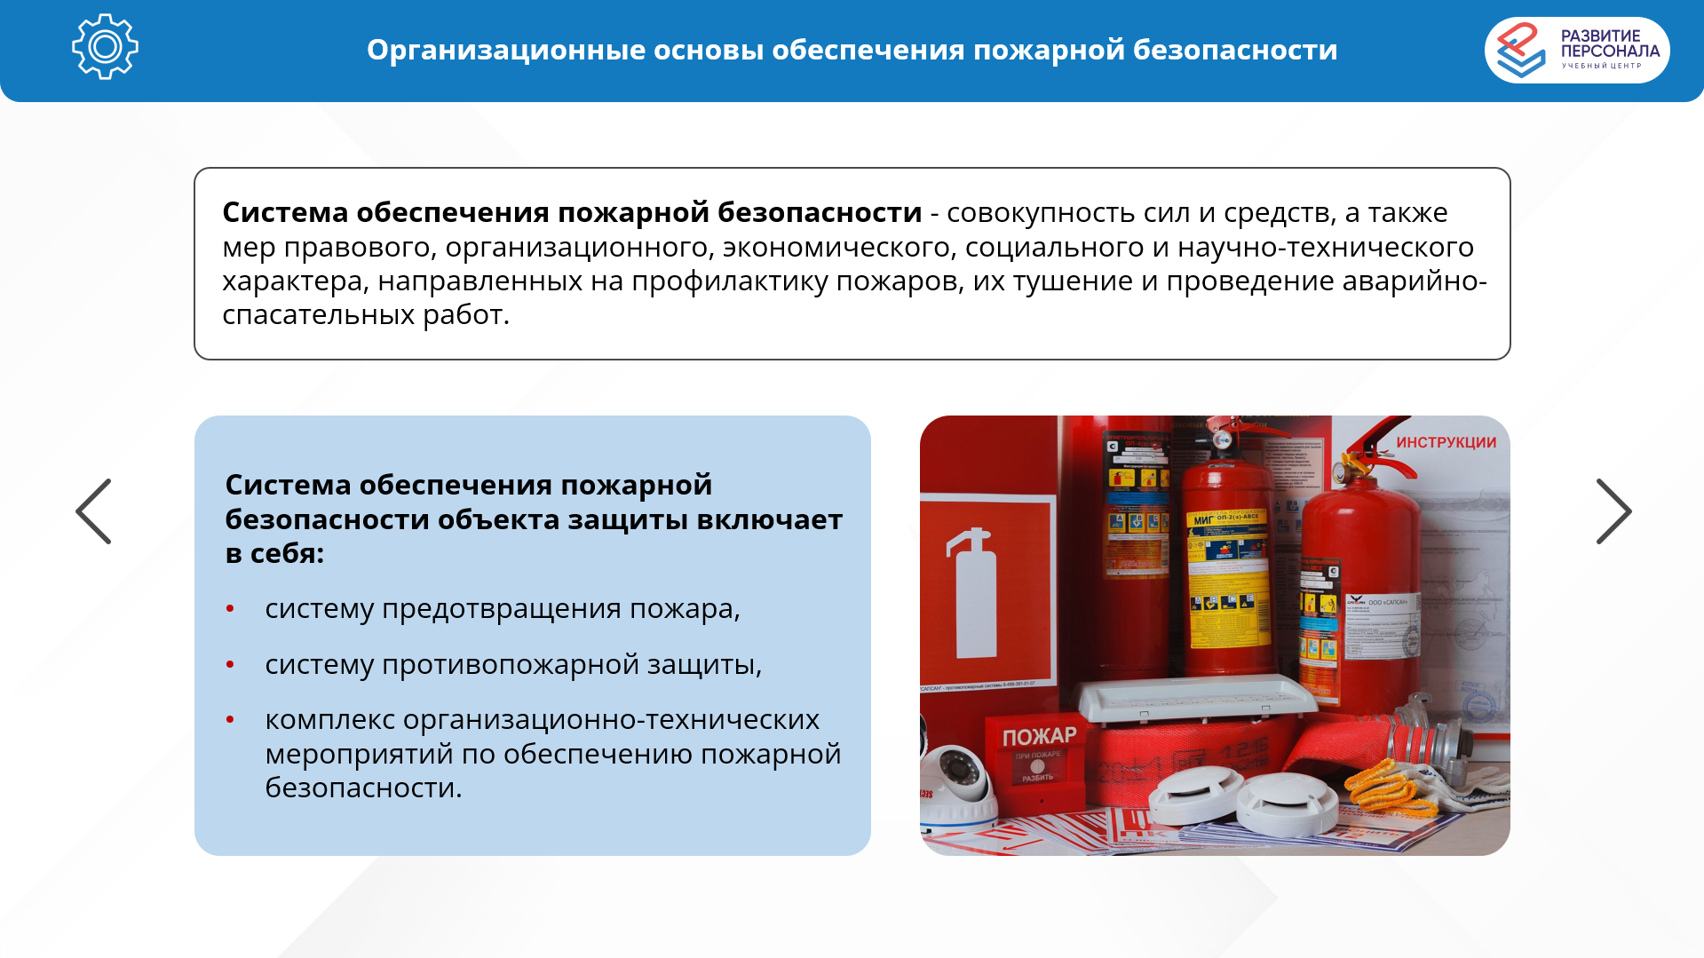 Организационные основы обеспечения пожарной безопасности
РАЗВИТИЕ
ПЕРСОНАЛА
УЧЕБНЫЙ ЦЕНТР
Система обеспечения пожарной безопасности - совокупность сил и средств, а также
мер правового, организационного, экономического, социального и научно-технического
характера, направленных на профилактику пожаров, их тушение и проведение аварийно-
спасательных работ.
Система обеспечения пожарной
безопасности объекта защиты включает
в себя:
• систему предотвращения пожара,
• систему противопожарной защиты,
• комплекс организационно-технических
мероприятий по обеспечению пожарной
безопасности.
ИНСТРУКЦИИ
МИГ ОП-2(з)-АВСЕ
ООО «САПСАН»
ПОЖАР
ПРИ ПОЖАРЕ
РАЗБИТЬ